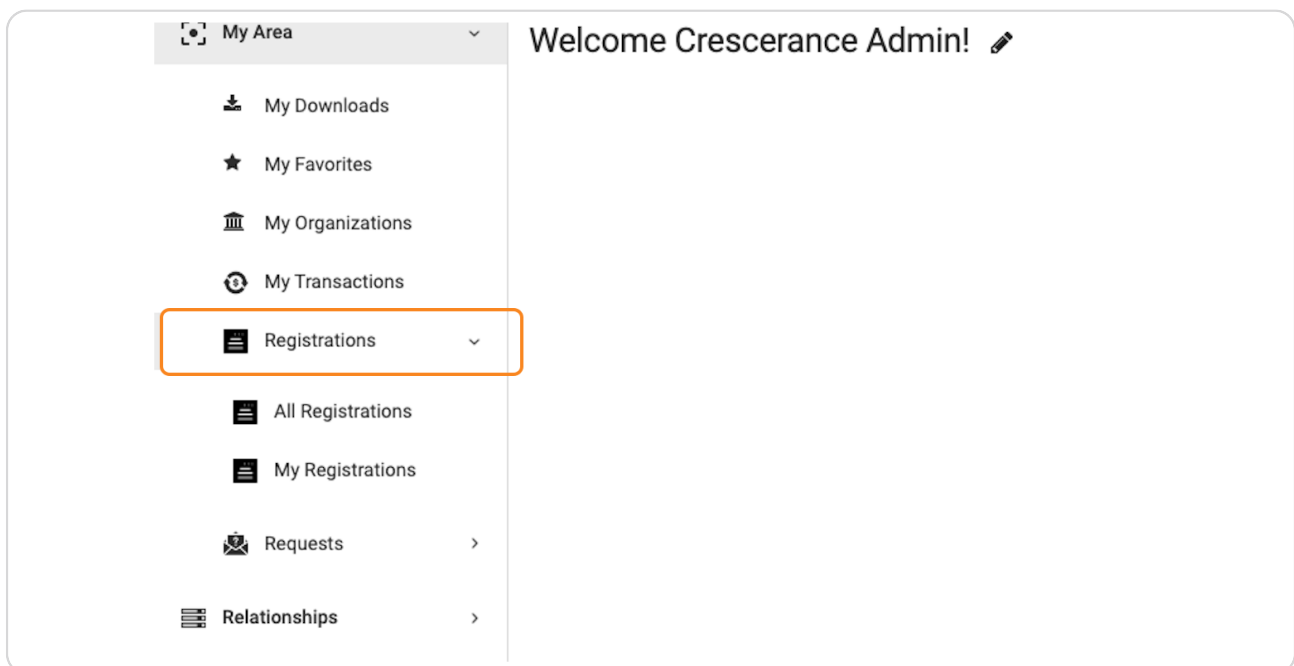 My Area
Welcome Crescerance Admin!
My Downloads
My Favorites
My Organizations
My Transactions
Registrations
All Registrations
My Registrations
Requests
Relationships